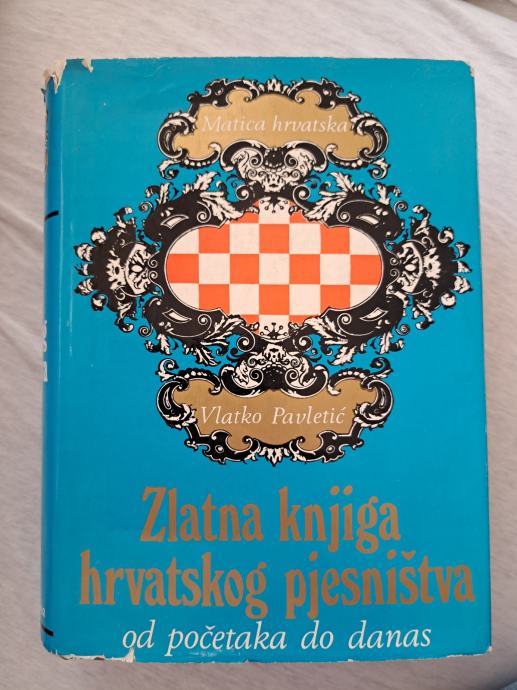 Matica hrvatska
Vlatko Pavletić
Zlatna knjiga
hrvatskog pjesništva
od početaka do danas